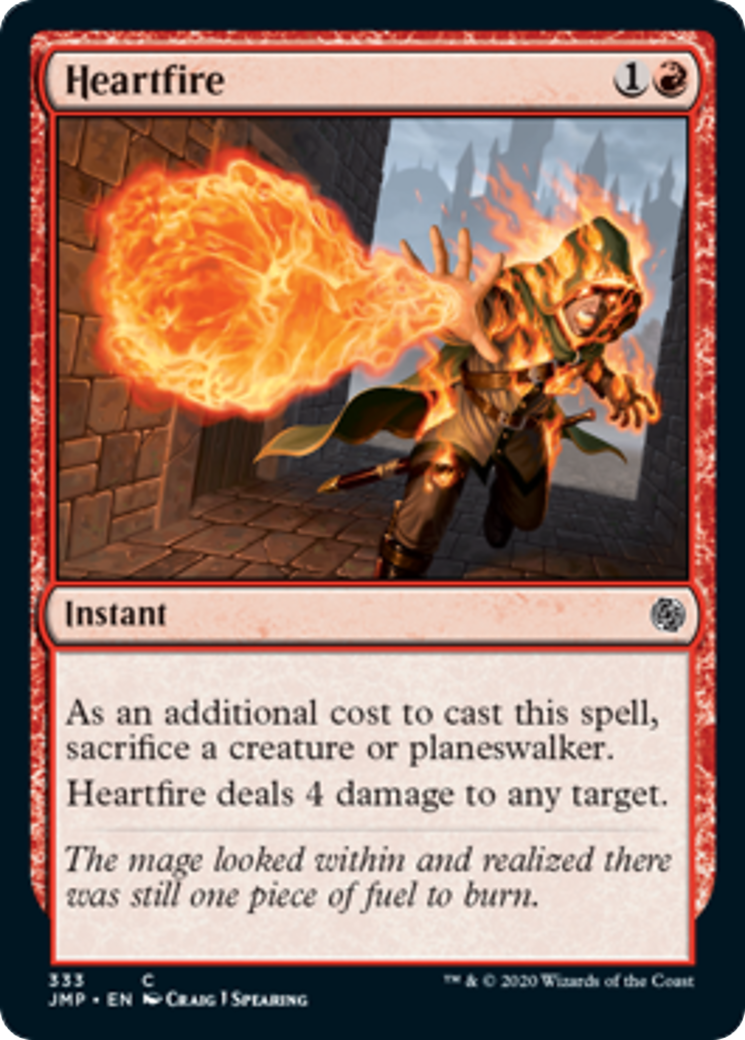 Heartfire 1
Instant
As an additional cost to cast this spell,
sacrifice a creature or planeswalker.
Heartfire deals 4 damage to any target.
The mage looked within and realized there
was still one piece of fuel to burn.
333 C ™ & © 2020 Wizards of the Coast
JMP • EN Craig J Spearing